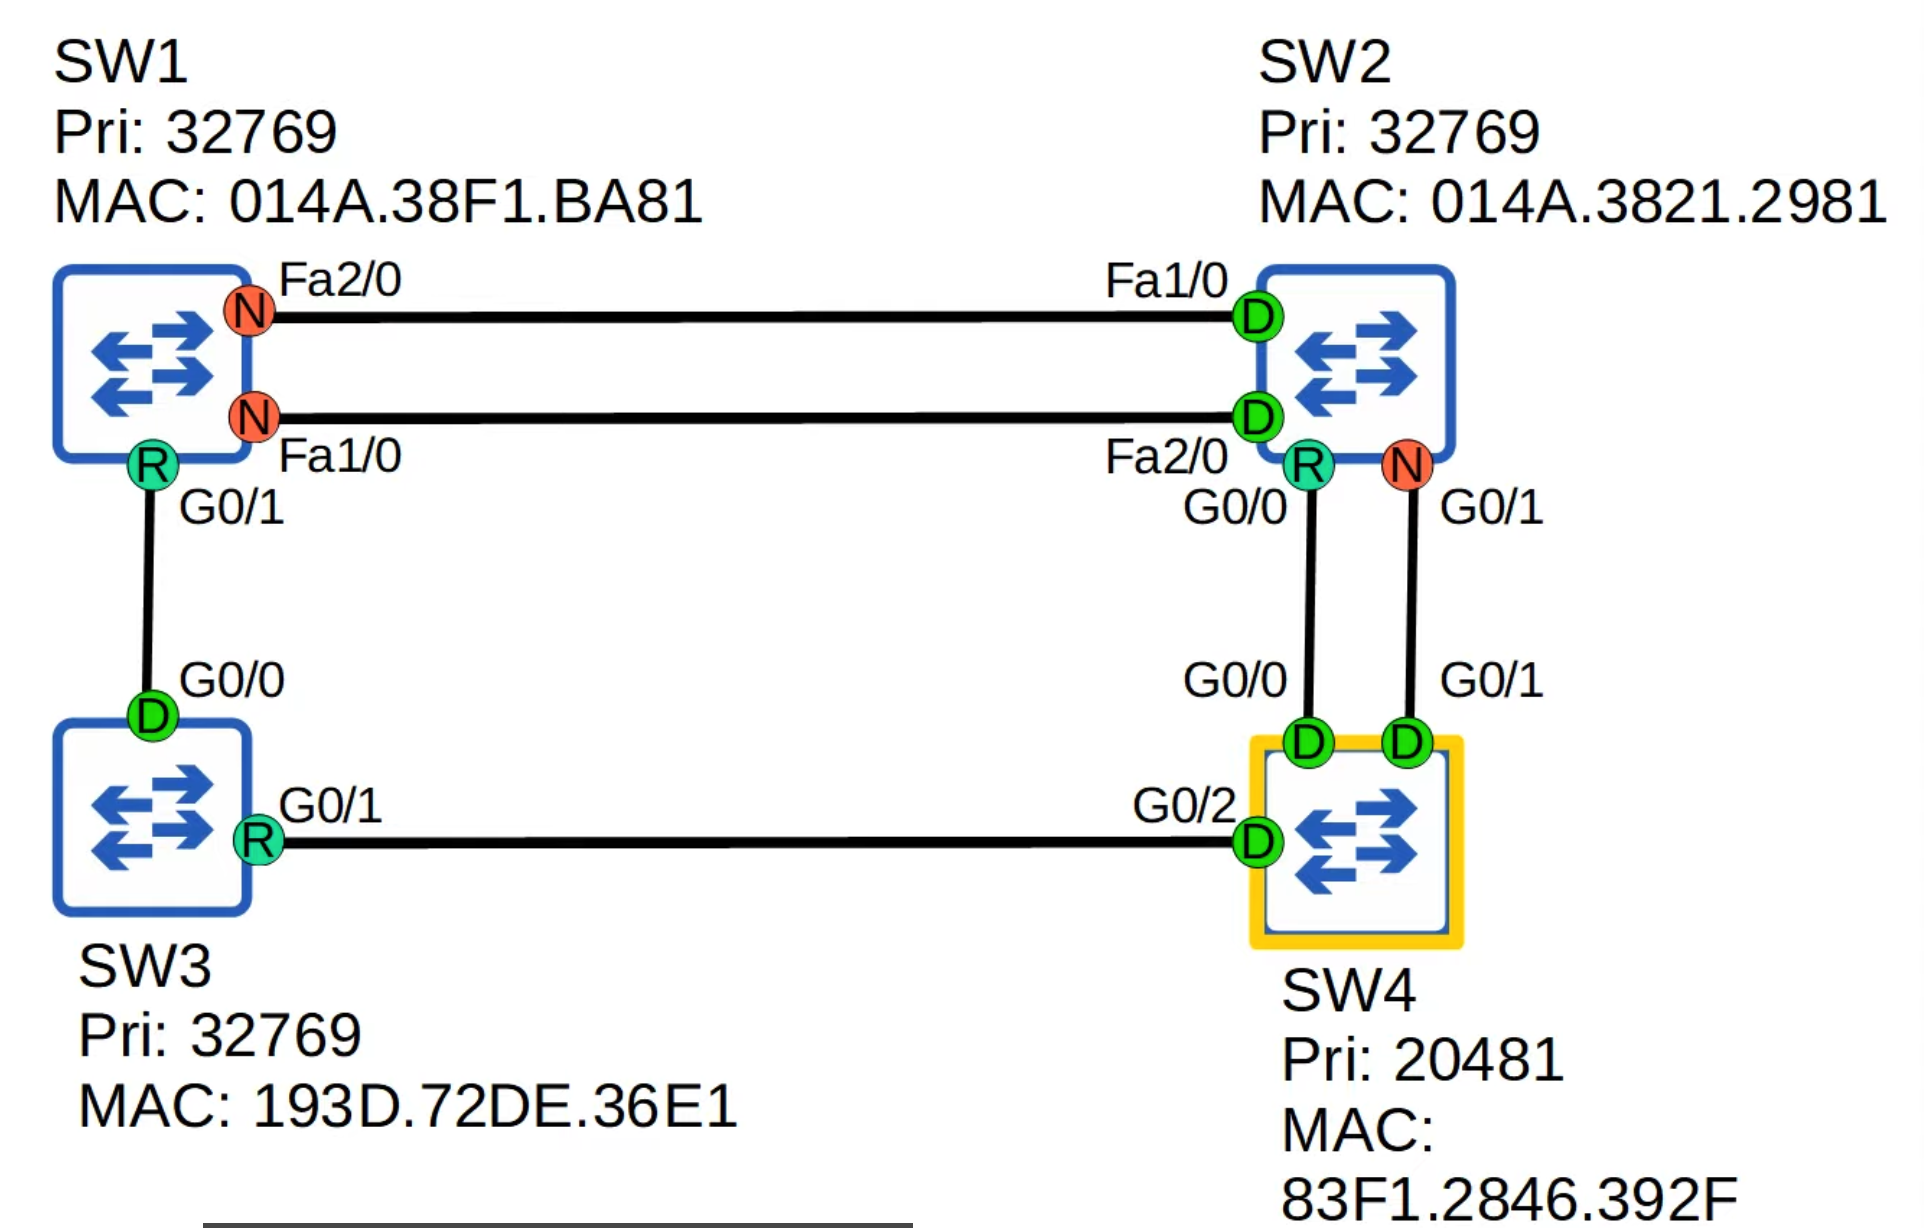 SW1
Pri: 32769
MAC: 014A.38F1.BA81
SW2
Pri: 32769
MAC: 014A.3821.2981
Fa2/0
Fa1/0
N
D
N
D
Fa1/0
Fa2/0
R
R
N
G0/1
G0/0
G0/1
G0/0
G0/0
G0/1
D
D
D
G0/1
G0/2
R
D
SW3
Pri: 32769
MAC: 193D.72DE.36E1
SW4
Pri: 20481
MAC:
83F1.2846.392F